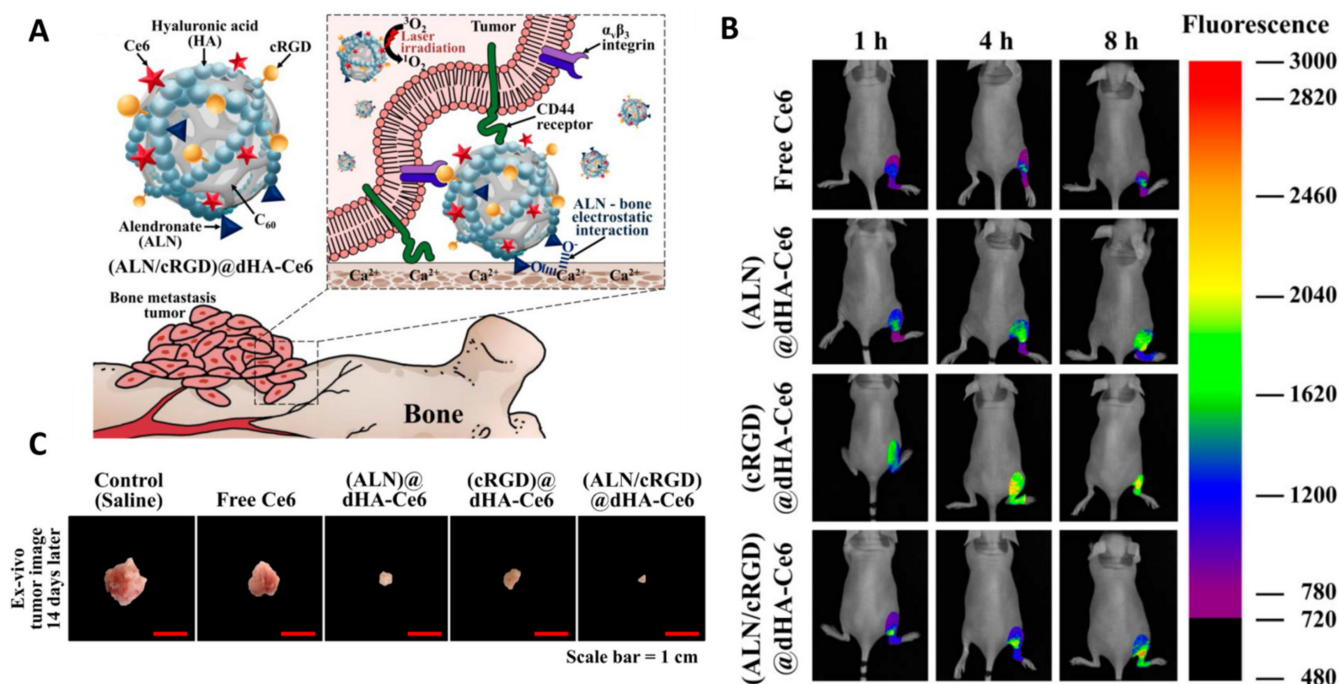 A
Hyaluronic acid
(HA)
Ce6
cRGD
Alendronate
(ALN)
C60
(ALN/cRGD)@dHA-Ce6
³O₂
Laser
irradiation
¹O₂
Tumor
αvβ3
integrin
CD44
receptor
ALN - bone
electrostatic
interaction
O⁻
O⁻
Ca²⁺ Ca²⁺ Ca²⁺ Ca²⁺ Ca²⁺
Bone metastasis
tumor
Bone
B
1 h 4 h 8 h
Fluorescence
Free Ce6
(ALN)
@dHA-Ce6
(cRGD)
@dHA-Ce6
(ALN/cRGD)
@dHA-Ce6
3000
2820
2460
2040
1620
1200
780
720
480
C
Control
(Saline)
Free Ce6
(ALN)@
dHA-Ce6
(cRGD)@
dHA-Ce6
(ALN/cRGD)
@dHA-Ce6
Ex-vivo
tumor image
14 days later
Scale bar = 1 cm